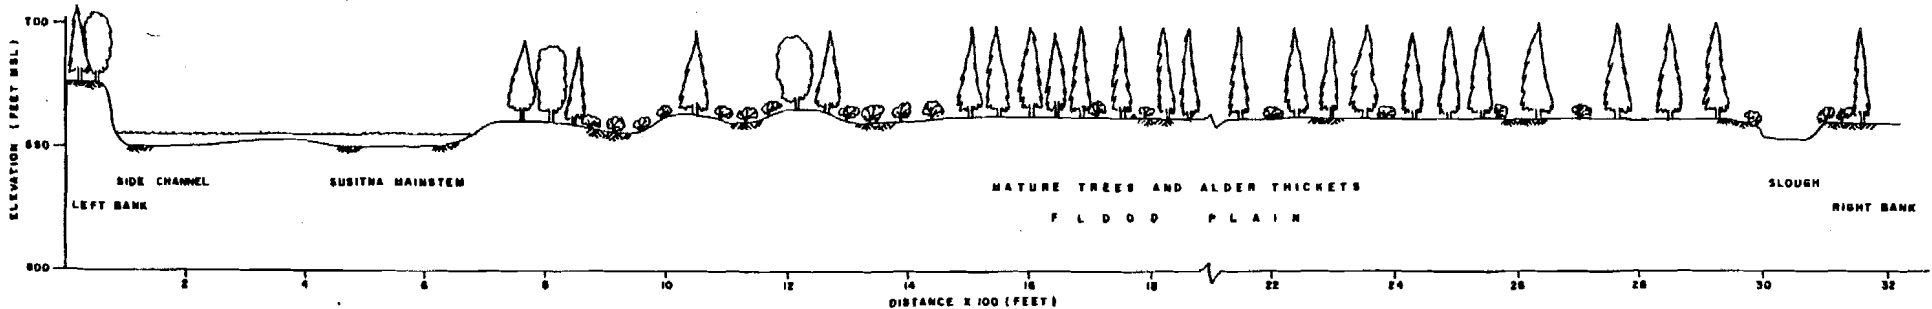 700
650
600
ELEVATION (FEET MSL)
SIDE CHANNEL
LEFT BANK
SUSITNA MAINSTEM
MATURE TREES AND ALDER THICKETS
FLOOD PLAIN
SLOUGH
RIGHT BANK
2 4 6 8 10 12 14 16 18 22 24 26 28 30 32
DISTANCE X 100 (FEET)